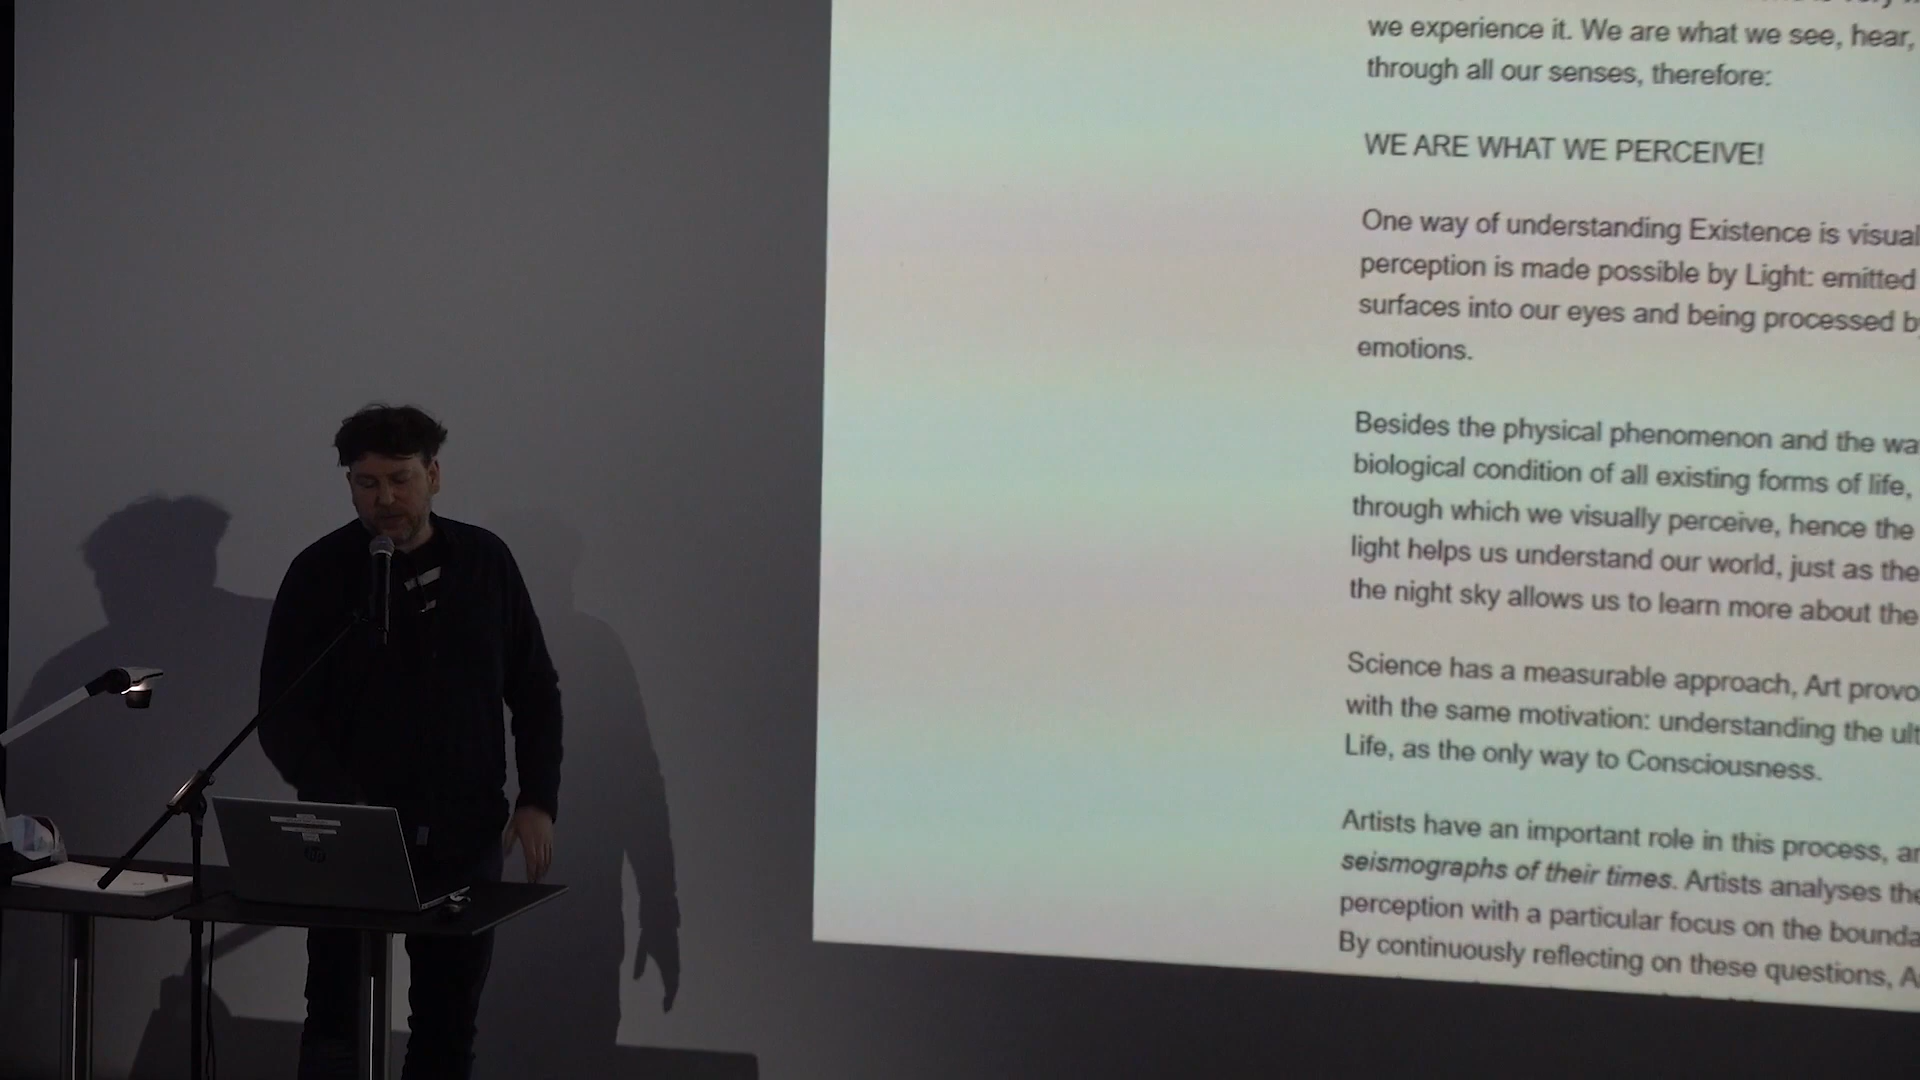 we experience it. We are what we see, hear,
through all our senses, therefore:
WE ARE WHAT WE PERCEIVE!
One way of understanding Existence is visual
perception is made possible by Light: emitted
surfaces into our eyes and being processed b
emotions.
Besides the physical phenomenon and the wa
biological condition of all existing forms of life,
through which we visually perceive, hence the
light helps us understand our world, just as the
the night sky allows us to learn more about the
Science has a measurable approach, Art provo
with the same motivation: understanding the ult
Life, as the only way to Consciousness.
Artists have an important role in this process, ar
seismographs of their times. Artists analyses the
perception with a particular focus on the bounda
By continuously reflecting on these questions, A
hp